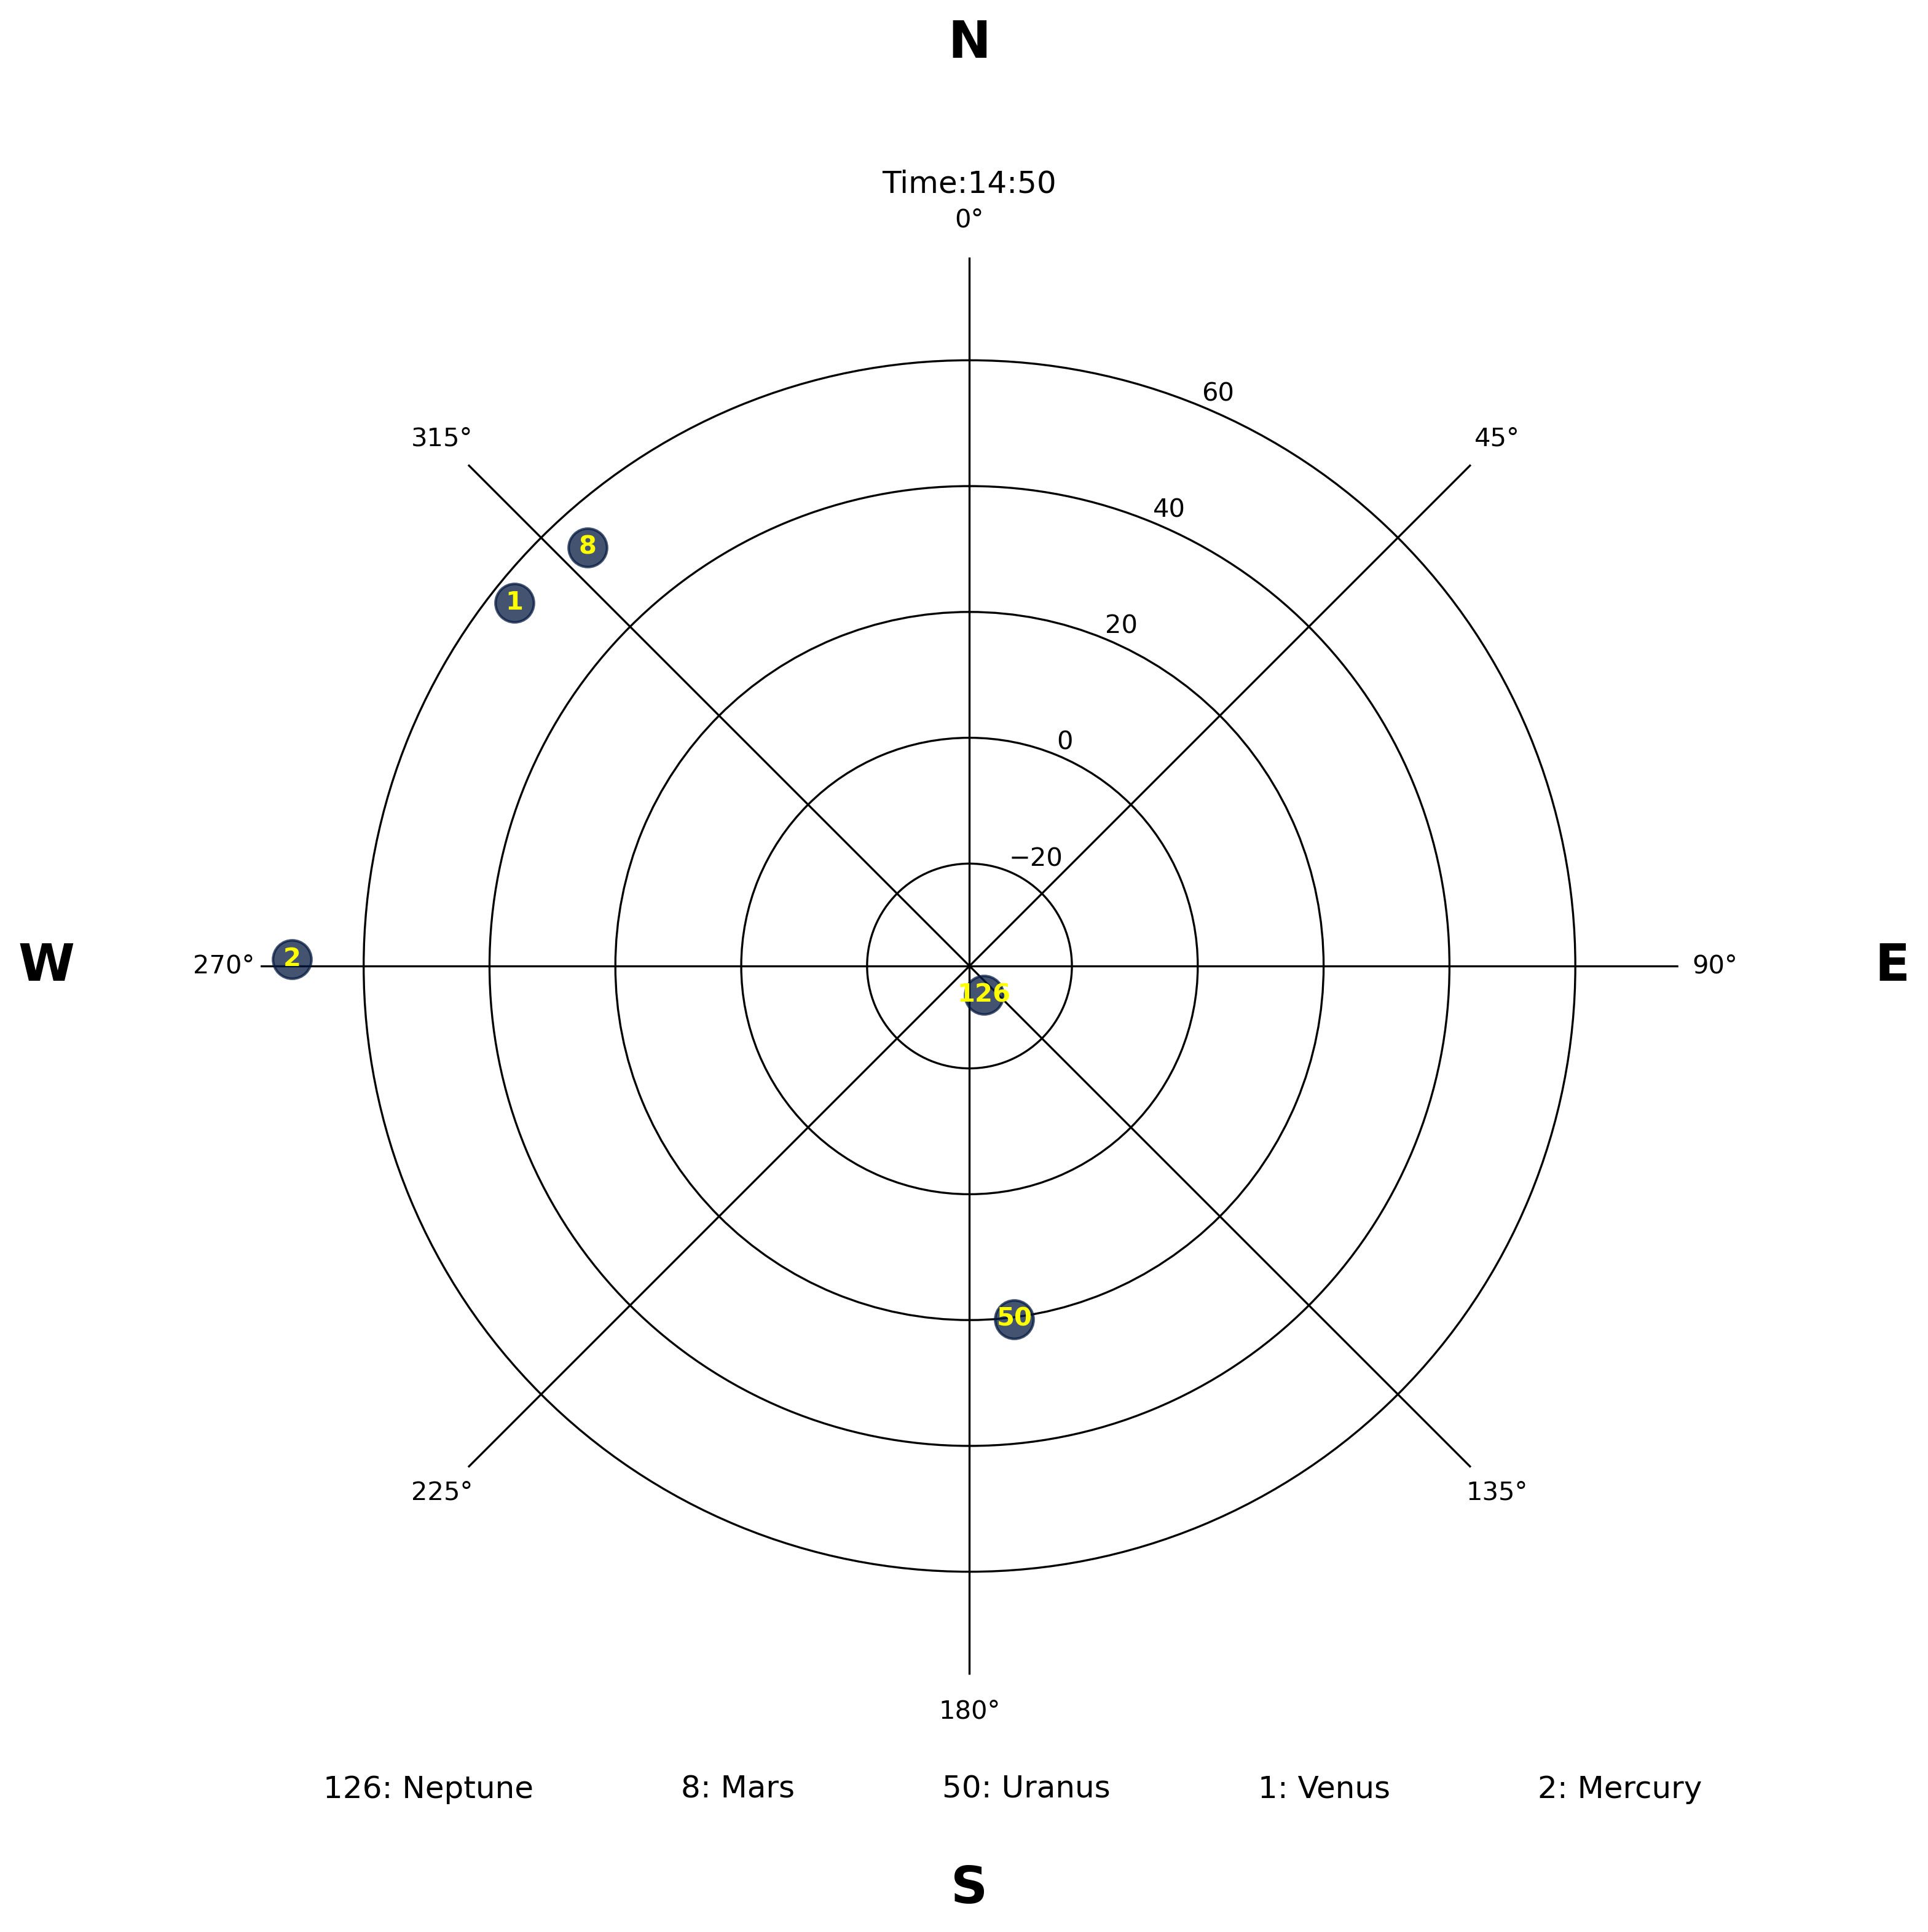 N
Time:14:50
0°
60
315°
45°
40
8
1
20
0
−20
W
270°
2
90°
E
126
50
225°
135°
180°
126: Neptune
8: Mars
50: Uranus
1: Venus
2: Mercury
S